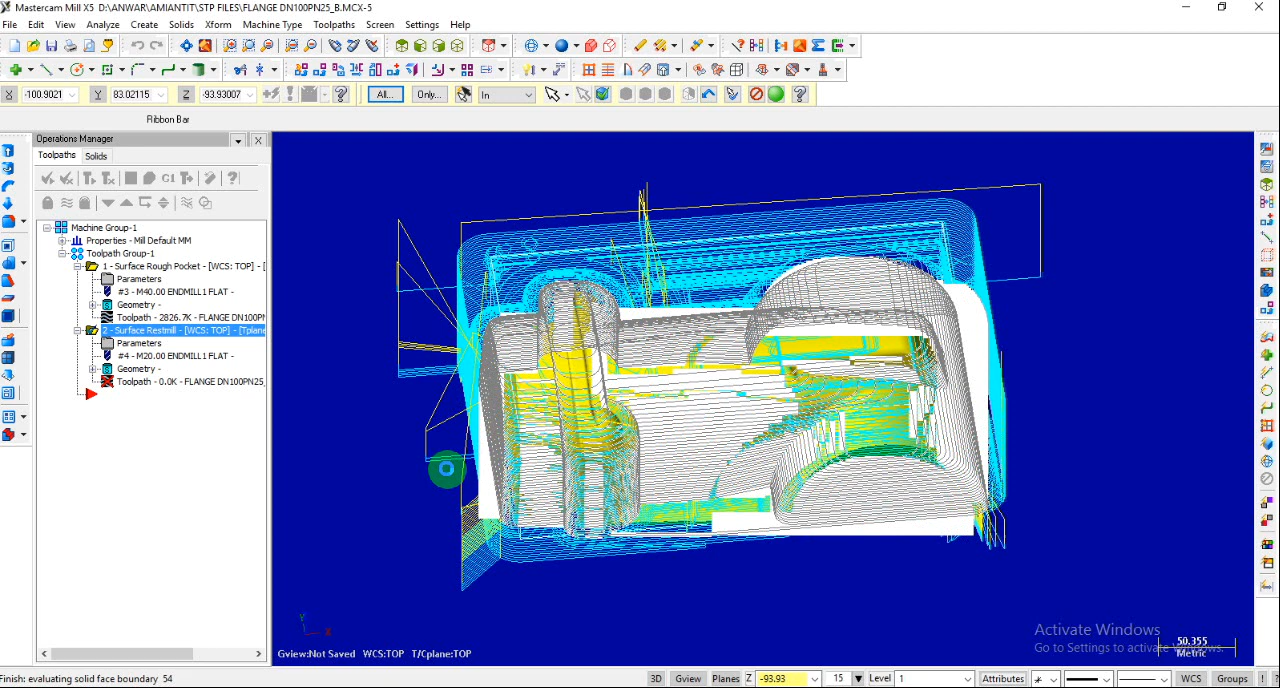 Mastercam Mill X5 D:\ANWAR\AMIANTIT\STP FILES\FLANGE DN100PN25_B.MCX-5
File Edit View Analyze Create Solids Xform Machine Type Toolpaths Screen Settings Help
X -100.9021 Y 83.02115 Z -93.93007 All... Only... In
Ribbon Bar
Operations Manager
Toolpaths Solids
G1
Machine Group-1
Properties - Mill Default MM
Toolpath Group-1
1 - Surface Rough Pocket - [WCS: TOP] - [
Parameters
#3 - M40.00 ENDMILL1 FLAT -
Geometry -
Toolpath - 2826.7K - FLANGE DN100PN
2 - Surface Restmill - [WCS: TOP] - [Tplane
Parameters
#4 - M20.00 ENDMILL1 FLAT -
Geometry -
Toolpath - 0.0K - FLANGE DN100PN25_
Y
X
Gview:Not Saved WCS:TOP T/Cplane:TOP
Activate Windows
Go to Settings to activate Windows.
50.355
Metric
Finish: evaluating solid face boundary 54
3D Gview Planes Z -93.93 15 Level 1 Attributes WCS Groups ! ?